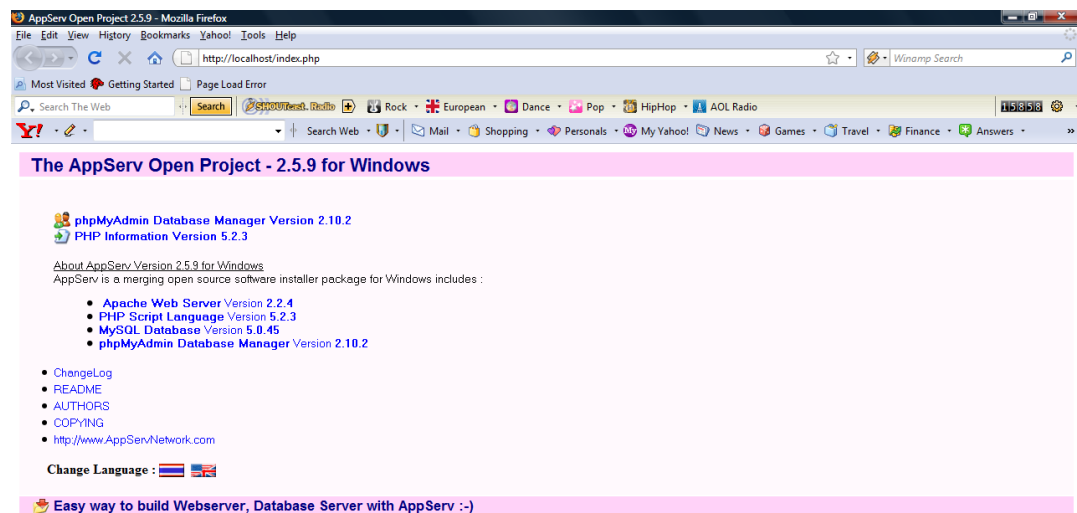 AppServ Open Project 2.5.9 - Mozilla Firefox
File Edit View History Bookmarks Yahoo! Tools Help
http://localhost/index.php Winamp Search
Most Visited Getting Started Page Load Error
Search The Web Search SHOUTcast Radio Rock European Dance Pop HipHop AOL Radio 15858
Y! Search Web Mail Shopping Personals My Yahoo! News Games Travel Finance Answers »
The AppServ Open Project - 2.5.9 for Windows
phpMyAdmin Database Manager Version 2.10.2
PHP Information Version 5.2.3
About AppServ Version 2.5.9 for Windows
AppServ is a merging open source software installer package for Windows includes :
Apache Web Server Version 2.2.4
PHP Script Language Version 5.2.3
MySQL Database Version 5.0.45
phpMyAdmin Database Manager Version 2.10.2
ChangeLog
README
AUTHORS
COPYING
http://www.AppServNetwork.com
Change Language :
Easy way to build Webserver, Database Server with AppServ :-)